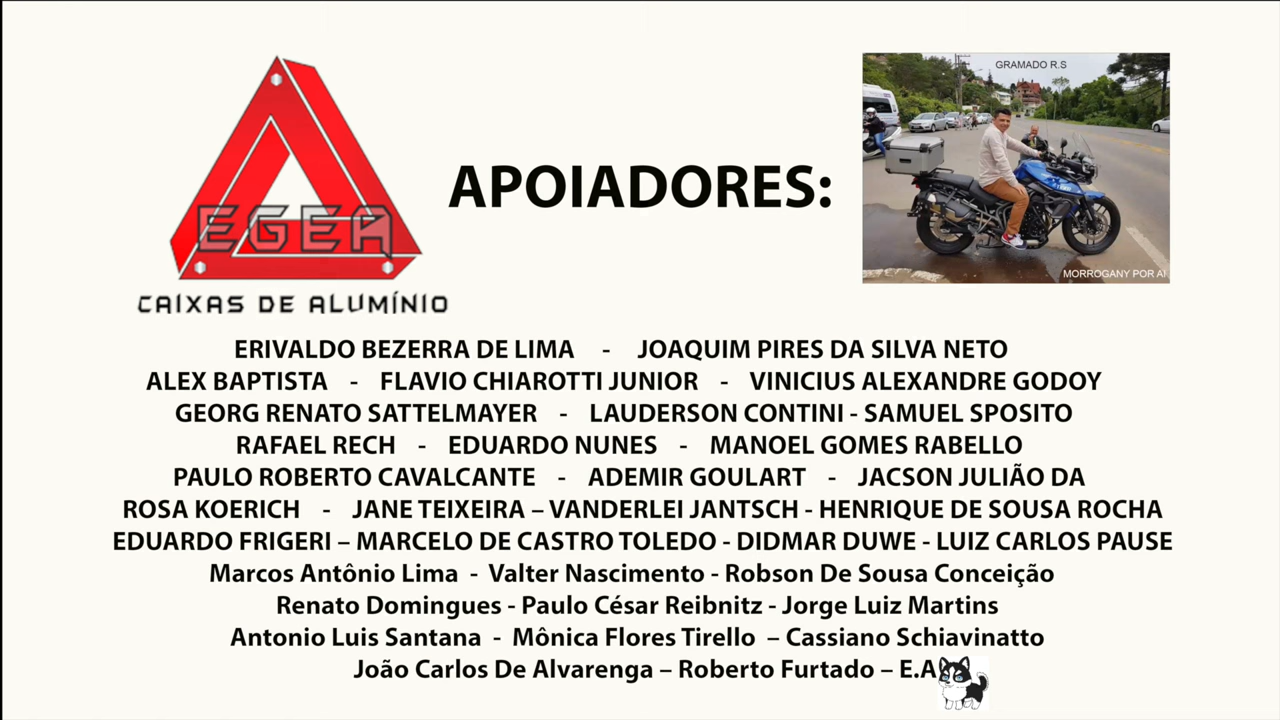 EGEA
CAIXAS DE ALUMÍNIO
APOIADORES:
GRAMADO R.S
MORROGANY POR AI
ERIVALDO BEZERRA DE LIMA - JOAQUIM PIRES DA SILVA NETO
ALEX BAPTISTA - FLAVIO CHIAROTTI JUNIOR - VINICIUS ALEXANDRE GODOY
GEORG RENATO SATTELMAYER - LAUDERSON CONTINI - SAMUEL SPOSITO
RAFAEL RECH - EDUARDO NUNES - MANOEL GOMES RABELLO
PAULO ROBERTO CAVALCANTE - ADEMIR GOULART - JACSON JULIÃO DA
ROSA KOERICH - JANE TEIXEIRA – VANDERLEI JANTSCH - HENRIQUE DE SOUSA ROCHA
EDUARDO FRIGERI – MARCELO DE CASTRO TOLEDO - DIDMAR DUWE - LUIZ CARLOS PAUSE
Marcos Antônio Lima - Valter Nascimento - Robson De Sousa Conceição
Renato Domingues - Paulo César Reibnitz - Jorge Luiz Martins
Antonio Luis Santana - Mônica Flores Tirello – Cassiano Schiavinatto
João Carlos De Alvarenga – Roberto Furtado – E.A